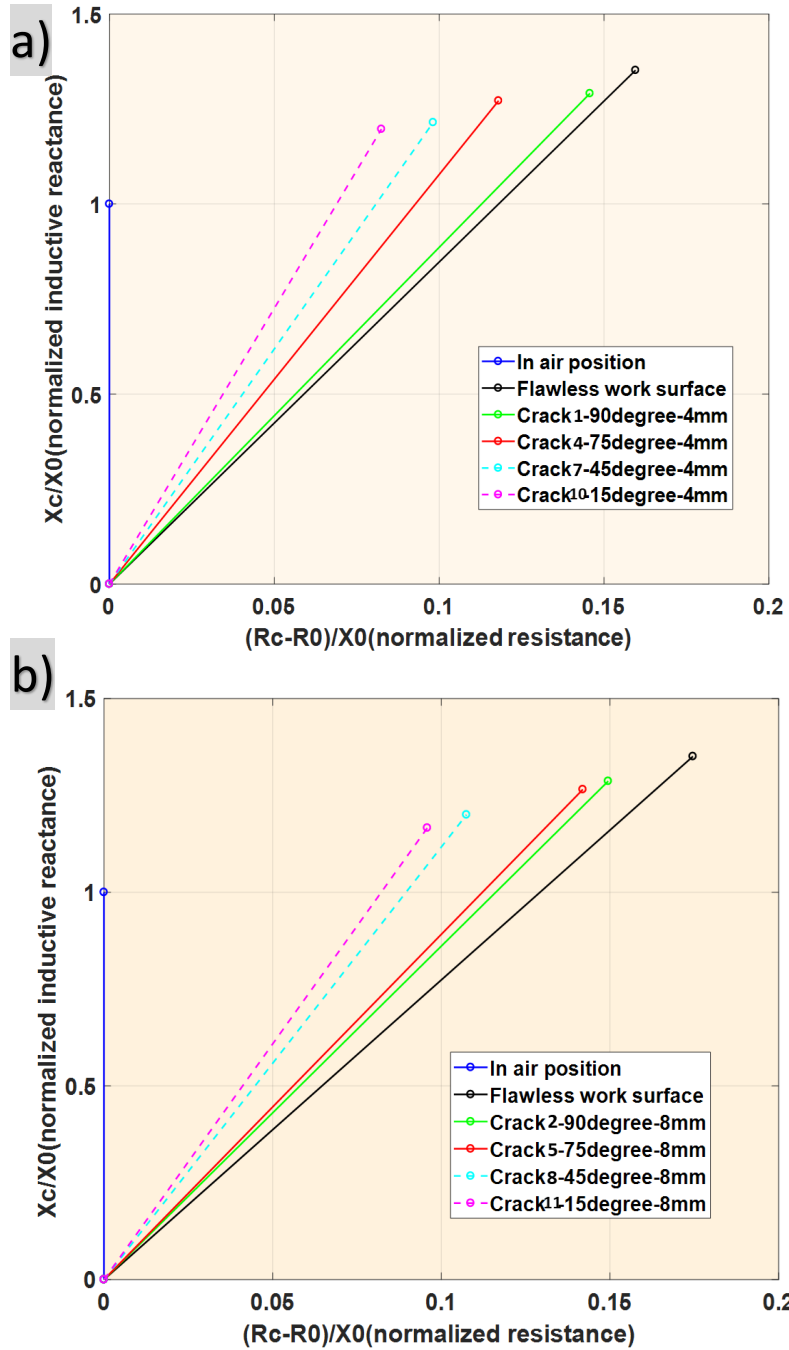 a)
1.5
1
0.5
0
0
0.05
0.1
0.15
0.2
Xc/X0(normalized inductive reactance)
(Rc-R0)/X0(normalized resistance)
In air position
Flawless work surface
Crack1-90degree-4mm
Crack4-75degree-4mm
Crack7-45degree-4mm
Crack10-15degree-4mm
b)
1.5
1
0.5
0
0
0.05
0.1
0.15
0.2
Xc/X0(normalized inductive reactance)
(Rc-R0)/X0(normalized resistance)
In air position
Flawless work surface
Crack2-90degree-8mm
Crack5-75degree-8mm
Crack8-45degree-8mm
Crack11-15degree-8mm